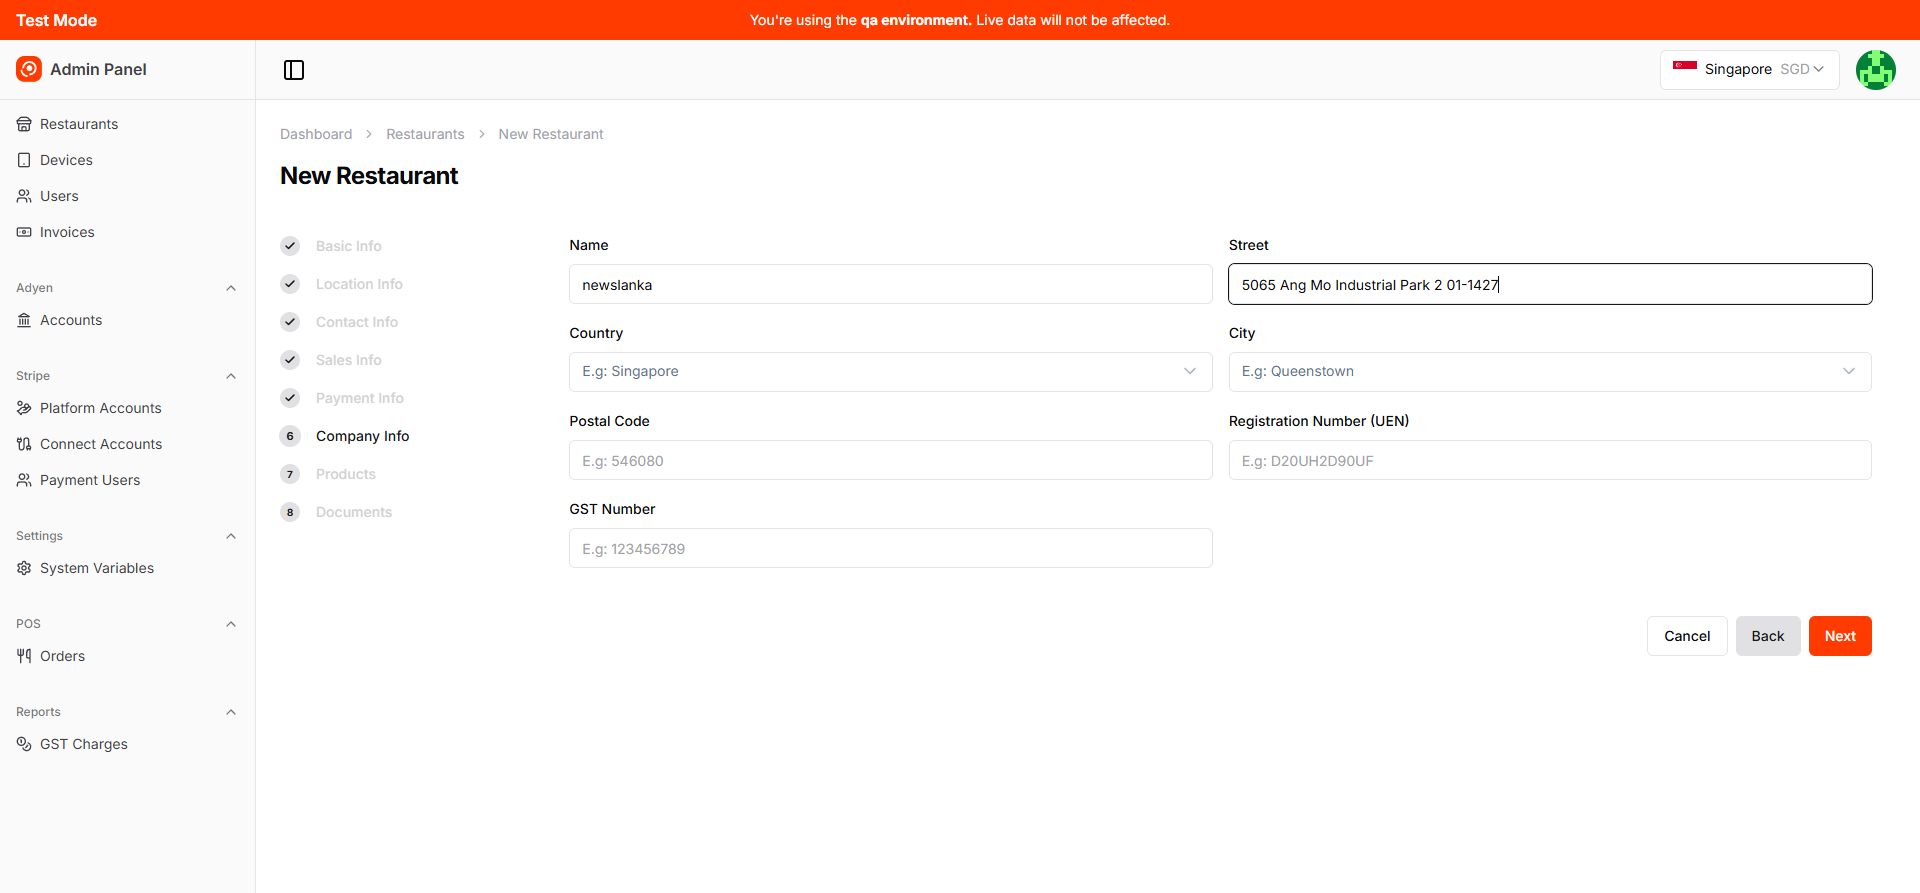 Test Mode
You're using the qa environment. Live data will not be affected.
Admin Panel
Singapore SGD
Restaurants
Devices
Users
Invoices
Adyen
Accounts
Stripe
Platform Accounts
Connect Accounts
Payment Users
Settings
System Variables
POS
Orders
Reports
GST Charges
Dashboard > Restaurants > New Restaurant
New Restaurant
Basic Info
Location Info
Contact Info
Sales Info
Payment Info
6 Company Info
7 Products
8 Documents
Name
newslanka
Street
5065 Ang Mo Industrial Park 2 01-1427
Country
E.g: Singapore
City
E.g: Queenstown
Postal Code
E.g: 546080
Registration Number (UEN)
E.g: D20UH2D90UF
GST Number
E.g: 123456789
Cancel
Back
Next